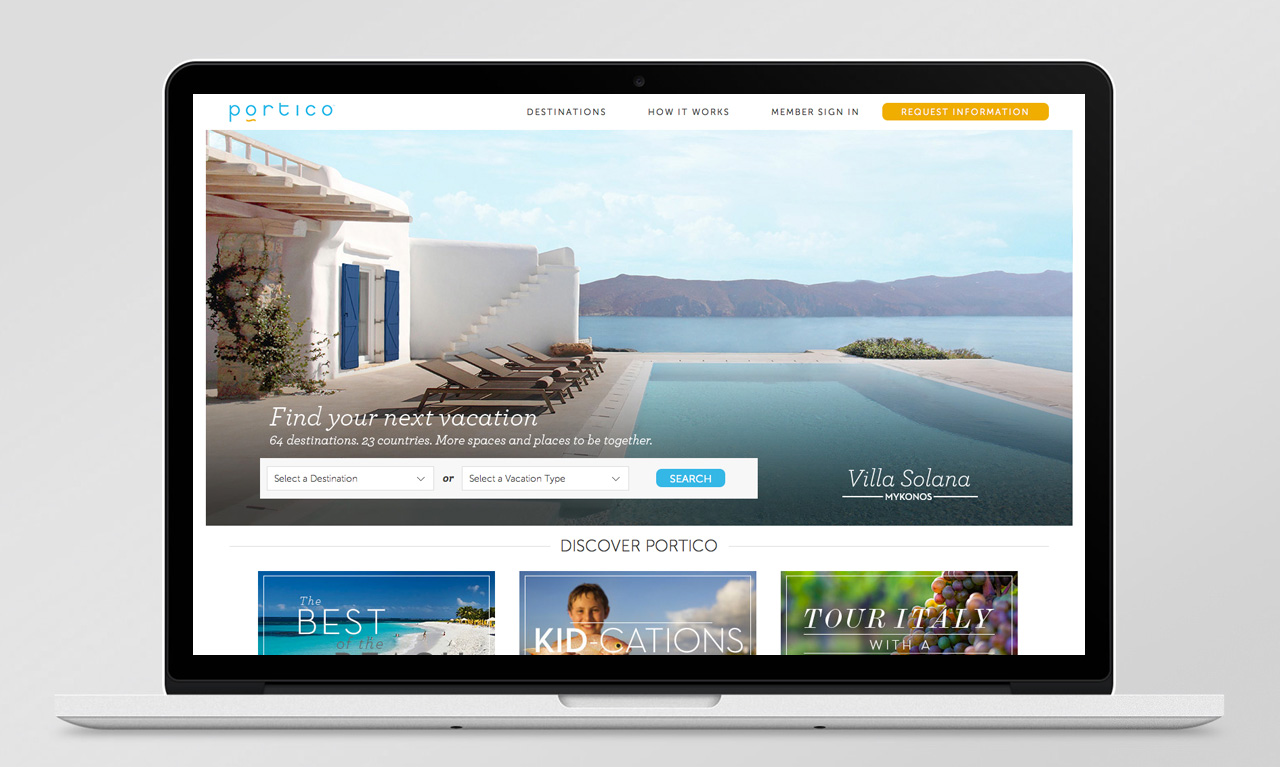 portico
DESTINATIONS
HOW IT WORKS
MEMBER SIGN IN
REQUEST INFORMATION
Find your next vacation
64 destinations. 23 countries. More spaces and places to be together.
Select a Destination
or
Select a Vacation Type
SEARCH
Villa Solana
MYKONOS
DISCOVER PORTICO
The
BEST
of the
KID-CATIONS
TOUR ITALY
WITH A